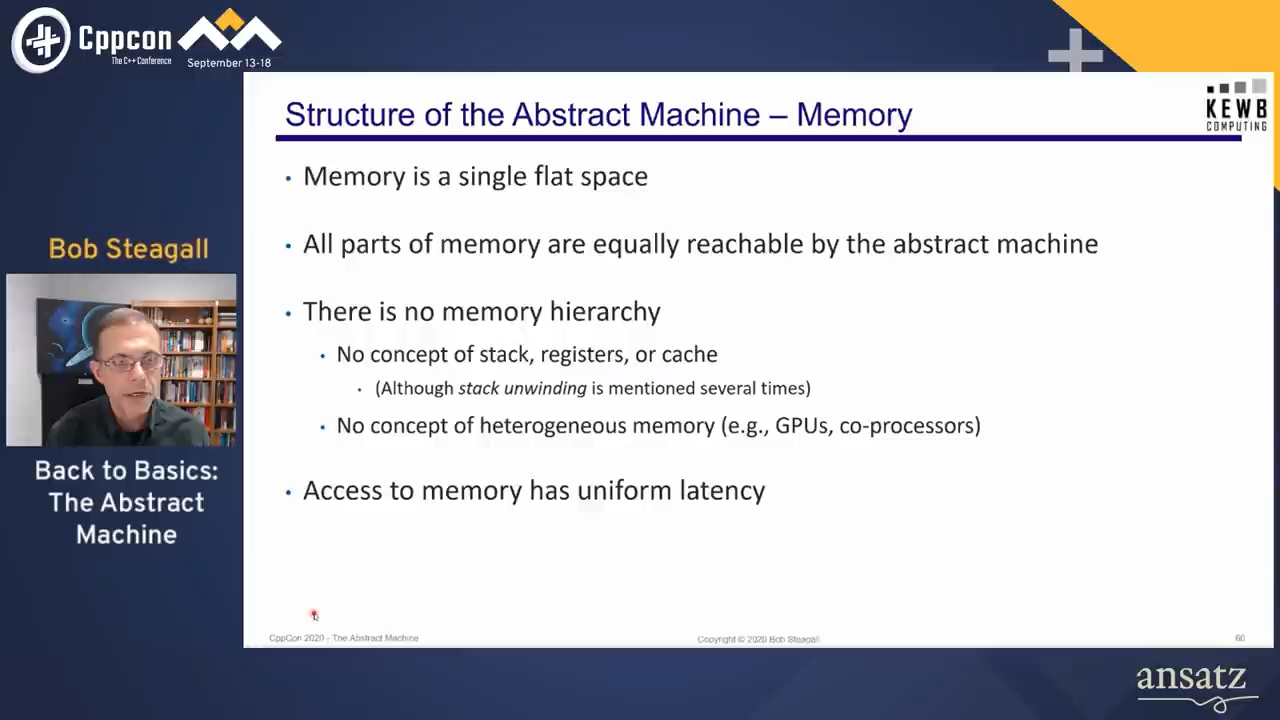 Cppcon
The C++ Conference
September 13-18
KEWB
COMPUTING
Structure of the Abstract Machine – Memory
• Memory is a single flat space
• All parts of memory are equally reachable by the abstract machine
• There is no memory hierarchy
• No concept of stack, registers, or cache
• (Although stack unwinding is mentioned several times)
• No concept of heterogeneous memory (e.g., GPUs, co-processors)
• Access to memory has uniform latency
Bob Steagall
Back to Basics:
The Abstract
Machine
CppCon 2020 - The Abstract Machine
Copyright © 2020 Bob Steagall
60
ansatz